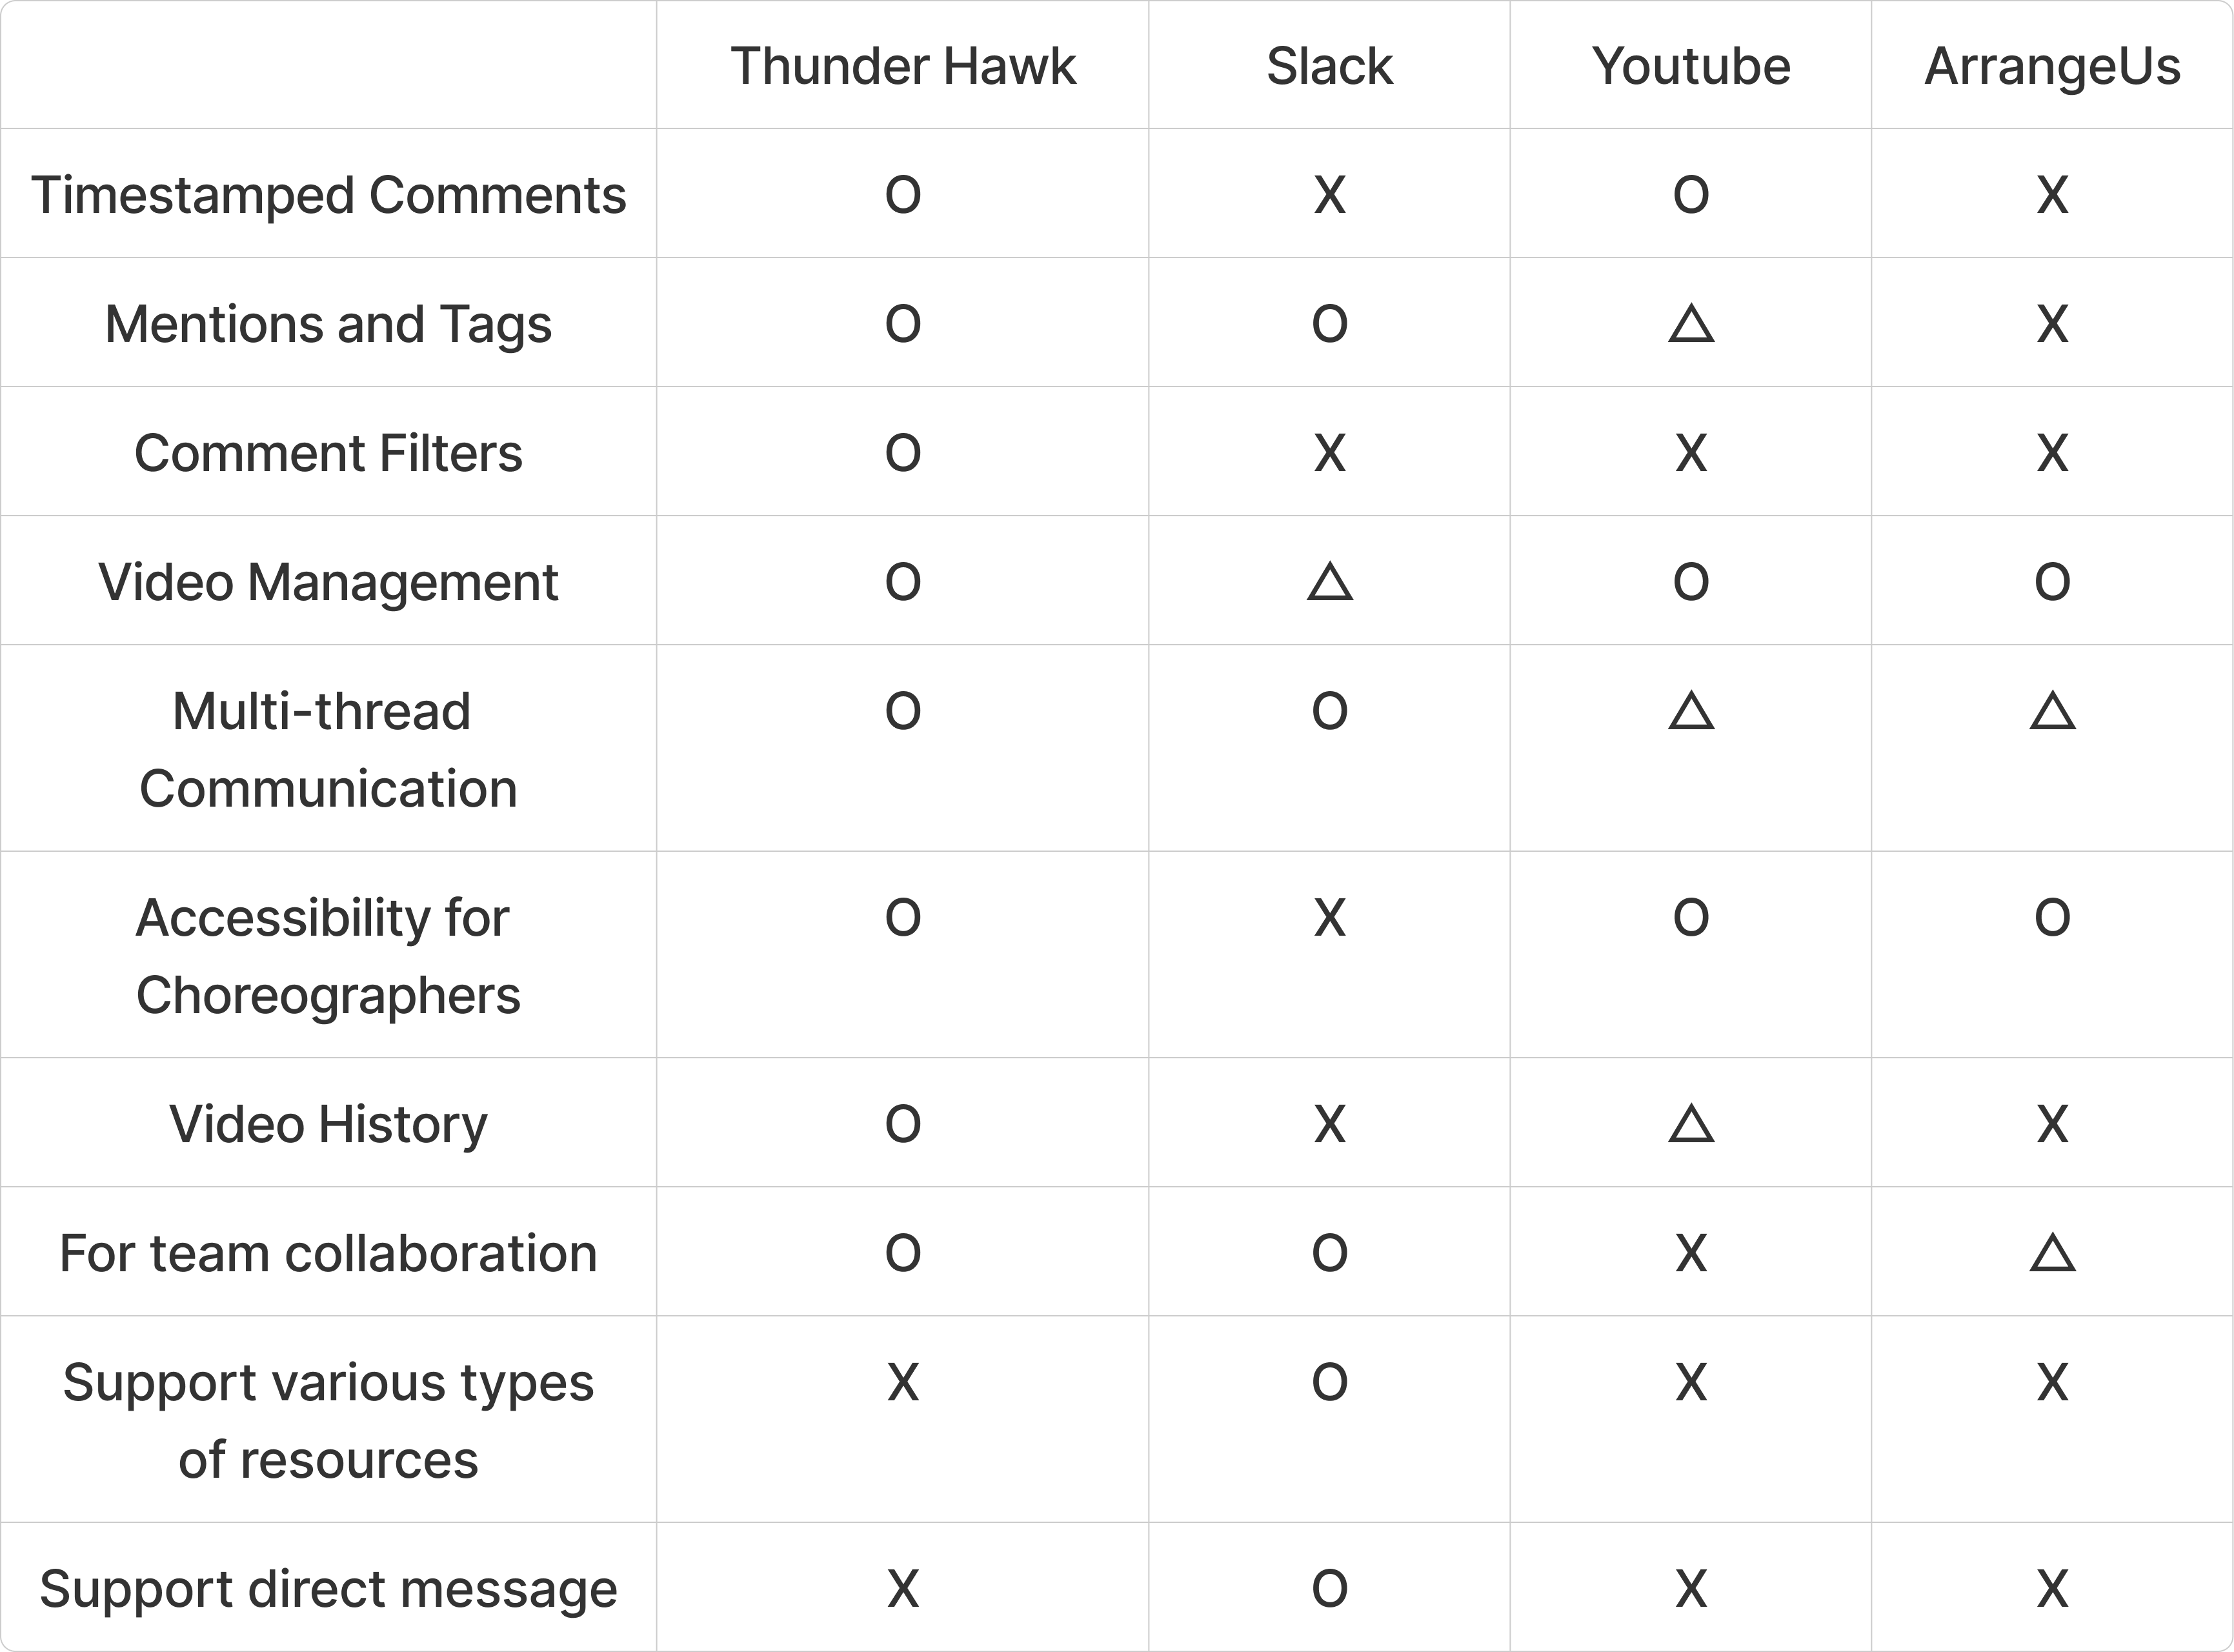 Thunder Hawk Slack Youtube ArrangeUs
Timestamped Comments O X O X
Mentions and Tags O O △ X
Comment Filters O X X X
Video Management O △ O O
Multi-thread O O △ △
Communication
Accessibility for O X O O
Choreographers
Video History O X △ X
For team collaboration O O X △
Support various types X O X X
of resources
Support direct message X O X X